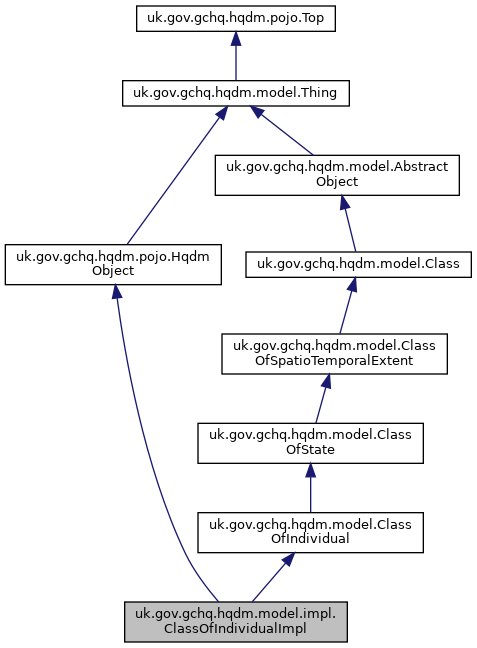 uk.gov.gchq.hqdm.pojo.Top
uk.gov.gchq.hqdm.model.Thing
uk.gov.gchq.hqdm.model.Abstract
Object
uk.gov.gchq.hqdm.pojo.Hqdm
Object
uk.gov.gchq.hqdm.model.Class
uk.gov.gchq.hqdm.model.Class
OfSpatioTemporalExtent
uk.gov.gchq.hqdm.model.Class
OfState
uk.gov.gchq.hqdm.model.Class
OfIndividual
uk.gov.gchq.hqdm.model.impl.
ClassOfIndividualImpl